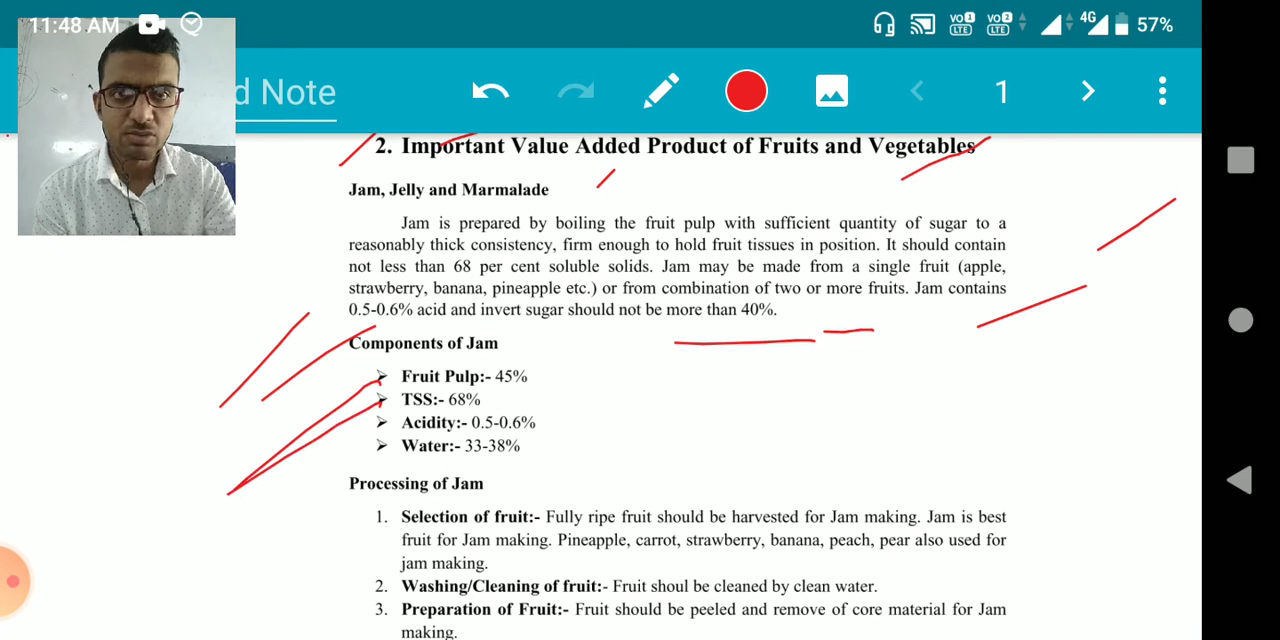 11:48 AM
VO 1 LTE
VO 2 LTE
4G
57%
d Note
1
2. Important Value Added Product of Fruits and Vegetables
Jam, Jelly and Marmalade
Jam is prepared by boiling the fruit pulp with sufficient quantity of sugar to a
reasonably thick consistency, firm enough to hold fruit tissues in position. It should contain
not less than 68 per cent soluble solids. Jam may be made from a single fruit (apple,
strawberry, banana, pineapple etc.) or from combination of two or more fruits. Jam contains
0.5-0.6% acid and invert sugar should not be more than 40%.
Components of Jam
Fruit Pulp:- 45%
TSS:- 68%
Acidity:- 0.5-0.6%
Water:- 33-38%
Processing of Jam
1. Selection of fruit:- Fully ripe fruit should be harvested for Jam making. Jam is best
fruit for Jam making. Pineapple, carrot, strawberry, banana, peach, pear also used for
jam making.
2. Washing/Cleaning of fruit:- Fruit shoul be cleaned by clean water.
3. Preparation of Fruit:- Fruit should be peeled and remove of core material for Jam
making.